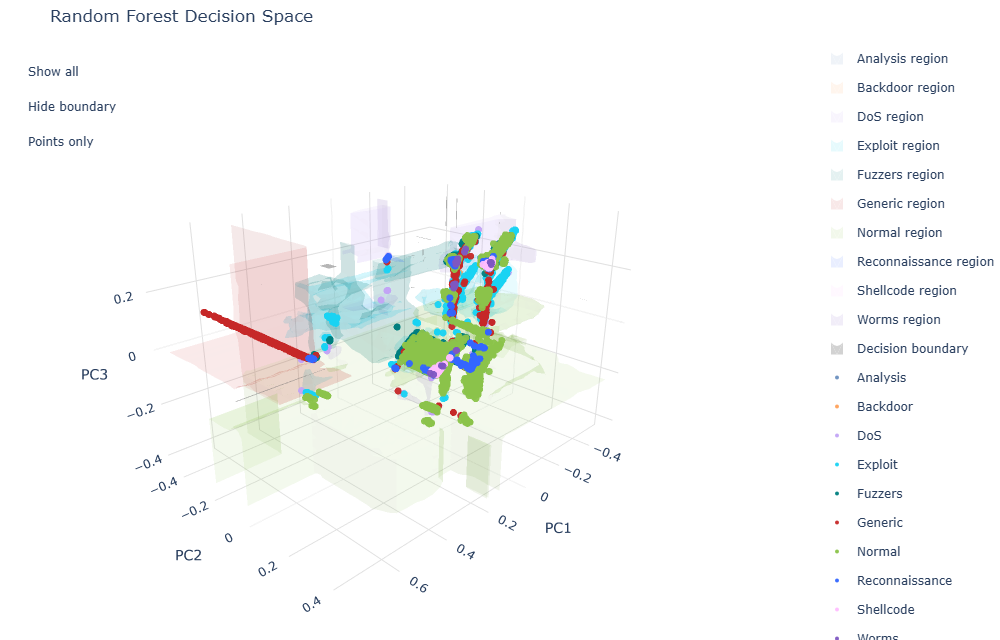 Random Forest Decision Space
Show all
Hide boundary
Points only
Analysis region
Backdoor region
DoS region
Exploit region
Fuzzers region
Generic region
Normal region
Reconnaissance region
Shellcode region
Worms region
Decision boundary
Analysis
Backdoor
DoS
Exploit
Fuzzers
Generic
Normal
Reconnaissance
Shellcode
Worms
0.2
0
−0.2
−0.4
PC3
−0.4
−0.2
0
0.2
0.4
PC2
−0.4
−0.2
0
0.2
0.4
0.6
PC1